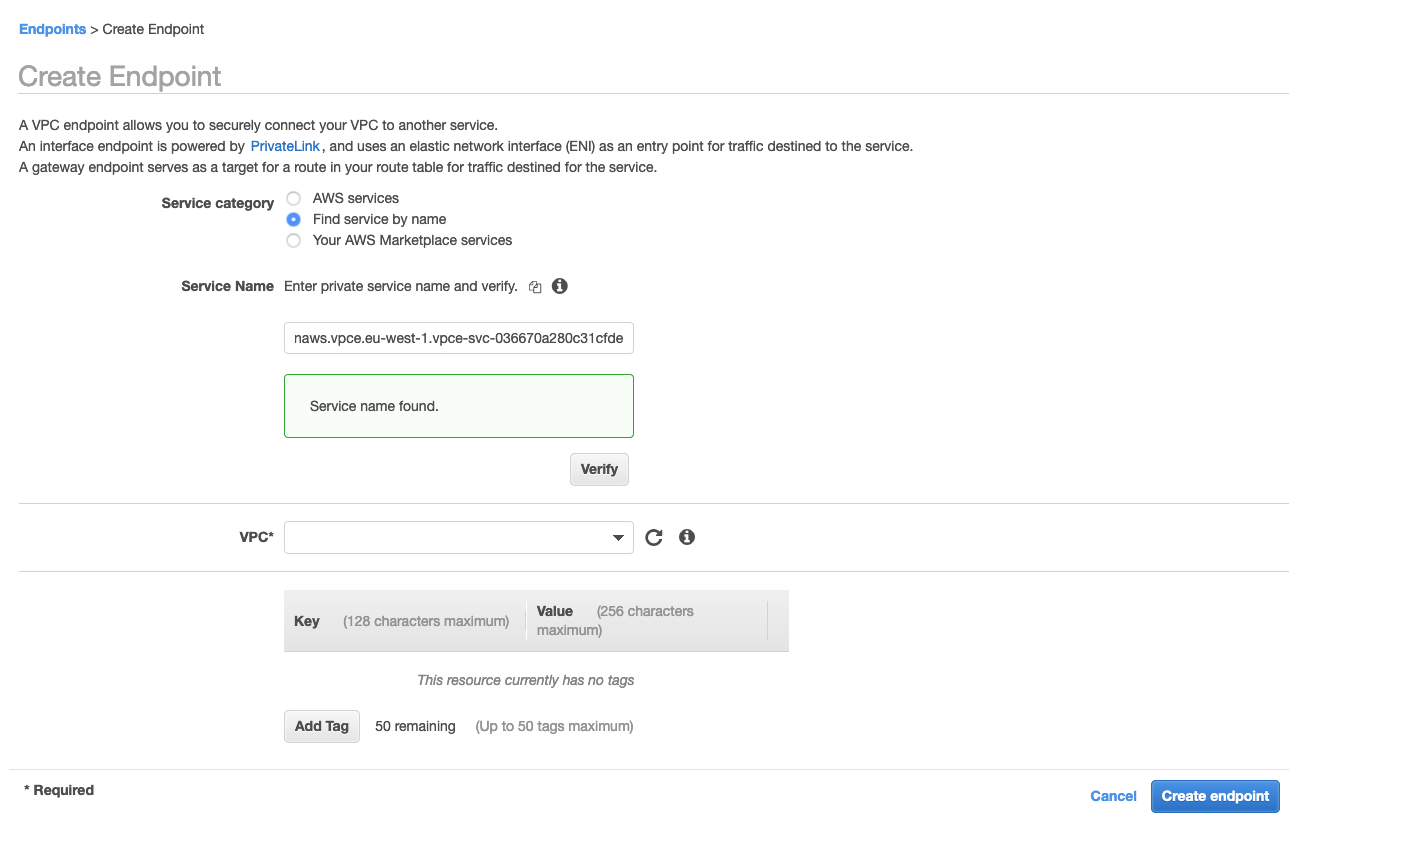 Endpoints > Create Endpoint
Create Endpoint
A VPC endpoint allows you to securely connect your VPC to another service.
An interface endpoint is powered by PrivateLink, and uses an elastic network interface (ENI) as an entry point for traffic destined to the service.
A gateway endpoint serves as a target for a route in your route table for traffic destined for the service.
Service category
AWS services
Find service by name
Your AWS Marketplace services
Service Name Enter private service name and verify.
naws.vpce.eu-west-1.vpce-svc-036670a280c31cfde
Service name found.
Verify
VPC*
Key (128 characters maximum)
Value (256 characters
maximum)
This resource currently has no tags
Add Tag 50 remaining (Up to 50 tags maximum)
* Required
Cancel Create endpoint